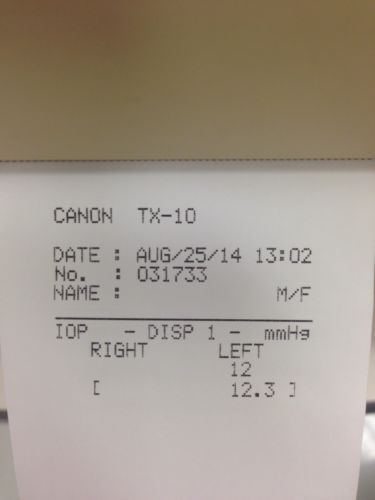 CANON TX-10
DATE : AUG/25/14 13:02
No. : 031733
NAME : M/F
IOP - DISP 1 - mmHg
RIGHT LEFT
12
[ 12.3 ]